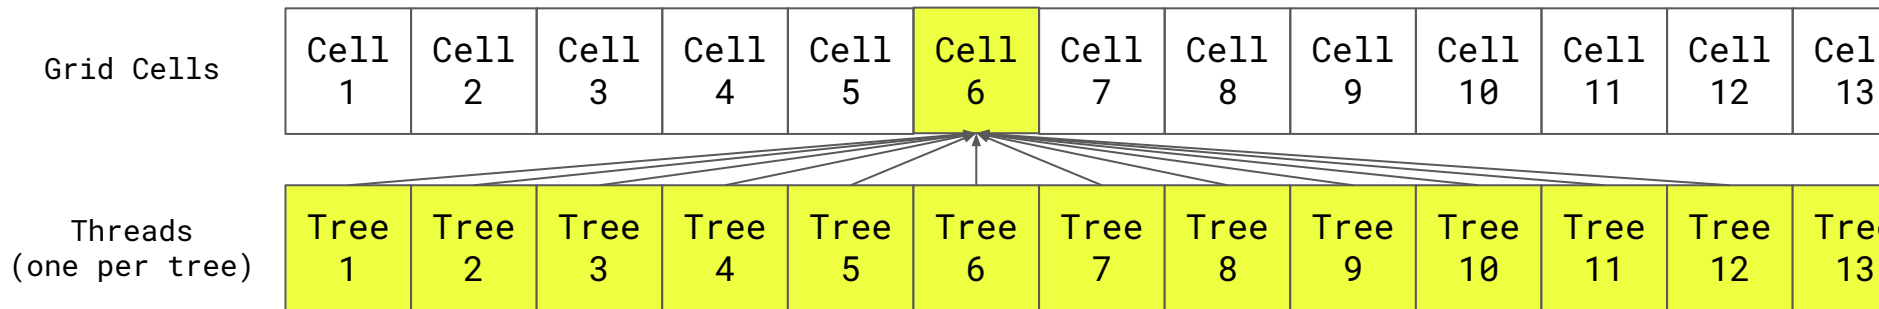 Grid Cells
Cell 1
Cell 2
Cell 3
Cell 4
Cell 5
Cell 6
Cell 7
Cell 8
Cell 9
Cell 10
Cell 11
Cell 12
Cel 13
Threads
(one per tree)
Tree 1
Tree 2
Tree 3
Tree 4
Tree 5
Tree 6
Tree 7
Tree 8
Tree 9
Tree 10
Tree 11
Tree 12
Tre 13